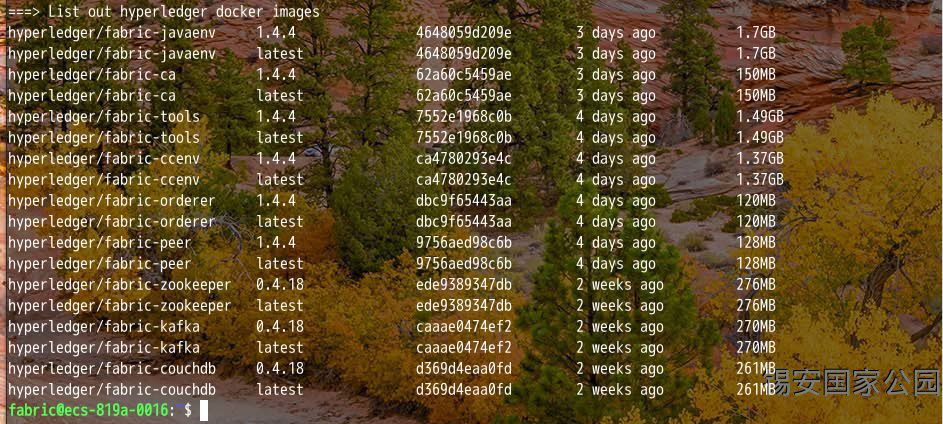 ===> List out hyperledger docker images
hyperledger/fabric-javaenv 1.4.4 4648059d209e 3 days ago 1.7GB
hyperledger/fabric-javaenv latest 4648059d209e 3 days ago 1.7GB
hyperledger/fabric-ca 1.4.4 62a60c5459ae 3 days ago 150MB
hyperledger/fabric-ca latest 62a60c5459ae 3 days ago 150MB
hyperledger/fabric-tools 1.4.4 7552e1968c0b 4 days ago 1.49GB
hyperledger/fabric-tools latest 7552e1968c0b 4 days ago 1.49GB
hyperledger/fabric-ccenv 1.4.4 ca4780293e4c 4 days ago 1.37GB
hyperledger/fabric-ccenv latest ca4780293e4c 4 days ago 1.37GB
hyperledger/fabric-orderer 1.4.4 dbc9f65443aa 4 days ago 120MB
hyperledger/fabric-orderer latest dbc9f65443aa 4 days ago 120MB
hyperledger/fabric-peer 1.4.4 9756aed98c6b 4 days ago 128MB
hyperledger/fabric-peer latest 9756aed98c6b 4 days ago 128MB
hyperledger/fabric-zookeeper 0.4.18 ede9389347db 2 weeks ago 276MB
hyperledger/fabric-zookeeper latest ede9389347db 2 weeks ago 276MB
hyperledger/fabric-kafka 0.4.18 caaae0474ef2 2 weeks ago 270MB
hyperledger/fabric-kafka latest caaae0474ef2 2 weeks ago 270MB
hyperledger/fabric-couchdb 0.4.18 d369d4eaa0fd 2 weeks ago 261MB
hyperledger/fabric-couchdb latest d369d4eaa0fd 2 weeks ago 261MB
锡安国家公园
fabric@ecs-819a-0016: $